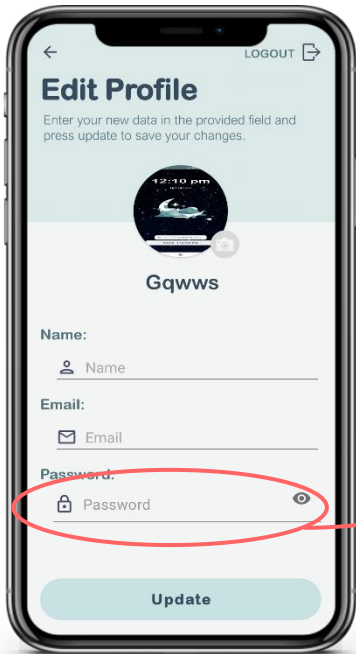 LOGOUT
Edit Profile
Enter your new data in the provided field and
press update to save your changes.
12:10 pm
Gqwws
Name:
Name
Email:
Email
Password:
Password
Update